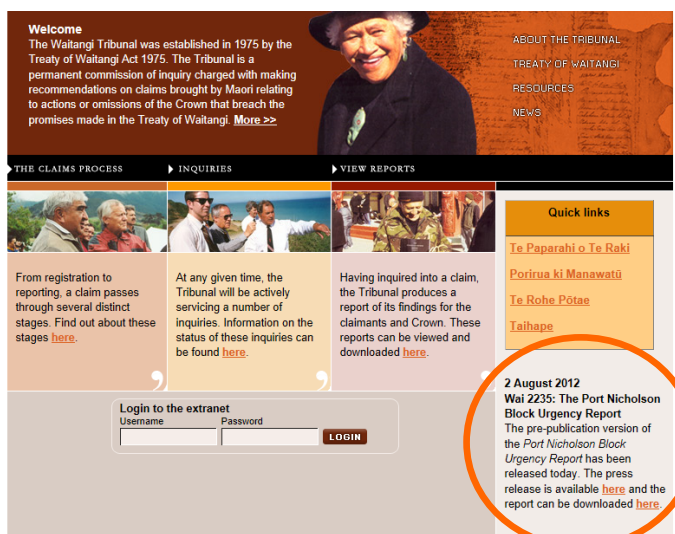 Welcome
The Waitangi Tribunal was established in 1975 by the
Treaty of Waitangi Act 1975. The Tribunal is a
permanent commission of inquiry charged with making
recommendations on claims brought by Maori relating
to actions or omissions of the Crown that breach the
promises made in the Treaty of Waitangi. More >>
ABOUT THE TRIBUNAL
TREATY OF WAITANGI
RESOURCES
NEWS
THE CLAIMS PROCESS
INQUIRIES
VIEW REPORTS
From registration to
reporting, a claim passes
through several distinct
stages. Find out about these
stages here.
At any given time, the
Tribunal will be actively
servicing a number of
inquiries. Information on the
status of these inquiries can
be found here.
Having inquired into a claim,
the Tribunal produces a
report of its findings for the
claimants and Crown. These
reports can be viewed and
downloaded here.
Quick links
Te Paparahi o Te Raki
Porirua ki Manawatū
Te Rohe Pōtae
Taihape
2 August 2012
Wai 2235: The Port Nicholson
Block Urgency Report
The pre-publication version of
the Port Nicholson Block
Urgency Report has been
released today. The press
release is available here and the
report can be downloaded here.
Login to the extranet
Username
Password
LOGIN